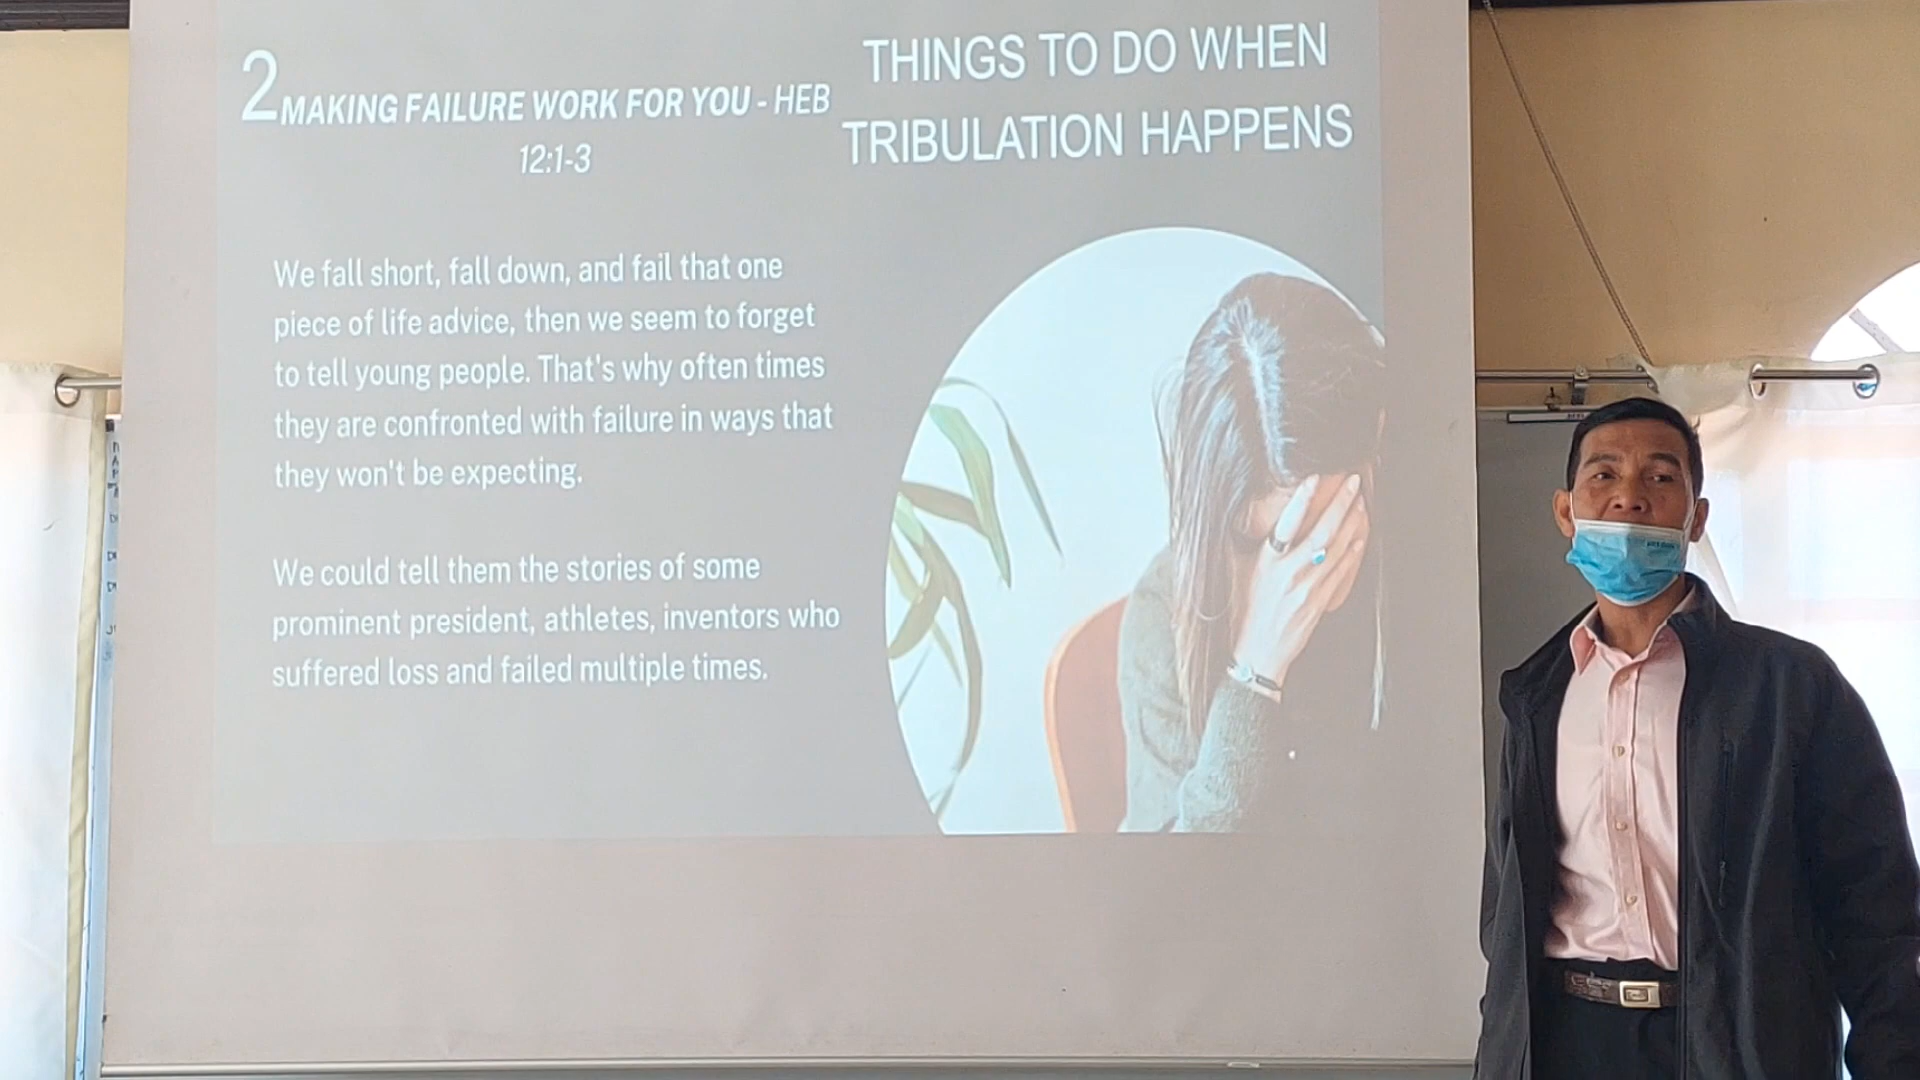 2 MAKING FAILURE WORK FOR YOU - HEB
12:1-3
THINGS TO DO WHEN
TRIBULATION HAPPENS
We fall short, fall down, and fail that one
piece of life advice, then we seem to forget
to tell young people. That's why often times
they are confronted with failure in ways that
they won't be expecting.
We could tell them the stories of some
prominent president, athletes, inventors who
suffered loss and failed multiple times.